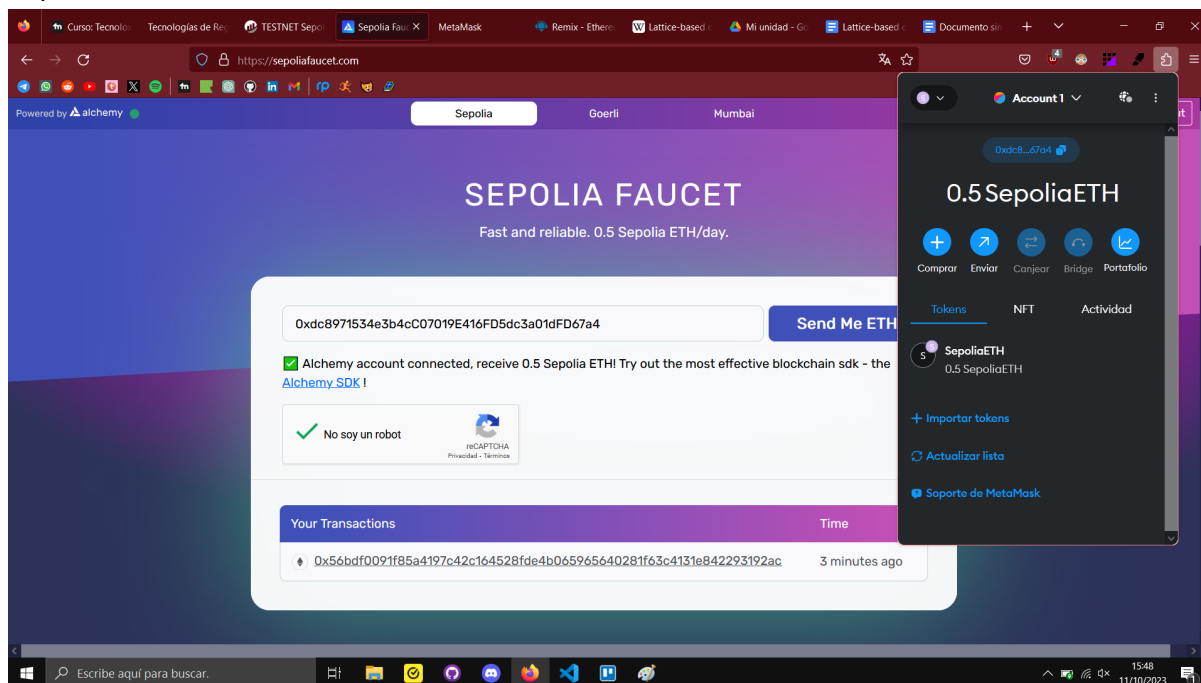 Curso: Tecnolo
Tecnologías de Reg
TESTNET Sepol
Sepolia Fauc
MetaMask
Remix - Ethere
Lattice-based c
Mi unidad - Go
Lattice-based c
Documento sin
https://sepoliafaucet.com
4
Powered by alchemy
Sepolia
Goerli
Mumbai
ut
S
Account 1
0xdc8...67a4
0.5 SepoliaETH
Comprar
Enviar
Canjear
Bridge
Portafolio
Tokens
NFT
Actividad
S
S
SepoliaETH
0.5 SepoliaETH
+ Importar tokens
Actualizar lista
Soporte de MetaMask
SEPOLIA FAUCET
Fast and reliable. 0.5 Sepolia ETH/day.
0xdc8971534e3b4cC07019E416FD5dc3a01dFD67a4
Send Me ETH
Alchemy account connected, receive 0.5 Sepolia ETH! Try out the most effective blockchain sdk - the
Alchemy SDK !
No soy un robot
reCAPTCHA
Privacidad - Términos
Your Transactions
Time
0x56bdf0091f85a4197c42c164528fde4b065965640281f63c4131e842293192ac
3 minutes ago
Escribe aquí para buscar.
15:48
11/10/2023